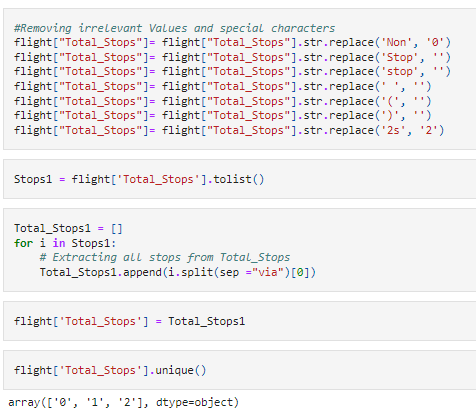 #Removing irrelevant Values and special characters
flight["Total_Stops"]= flight["Total_Stops"].str.replace('Non', '0')
flight["Total_Stops"]= flight["Total_Stops"].str.replace('Stop', '')
flight["Total_Stops"]= flight["Total_Stops"].str.replace('stop', '')
flight["Total_Stops"]= flight["Total_Stops"].str.replace(' ', '')
flight["Total_Stops"]= flight["Total_Stops"].str.replace('(', '')
flight["Total_Stops"]= flight["Total_Stops"].str.replace(')', '')
flight["Total_Stops"]= flight["Total_Stops"].str.replace('2s', '2')
Stops1 = flight['Total_Stops'].tolist()
Total_Stops1 = []
for i in Stops1:
    # Extracting all stops from Total_Stops
    Total_Stops1.append(i.split(sep ="via")[0])
flight['Total_Stops'] = Total_Stops1
flight['Total_Stops'].unique()
array(['0', '1', '2'], dtype=object)